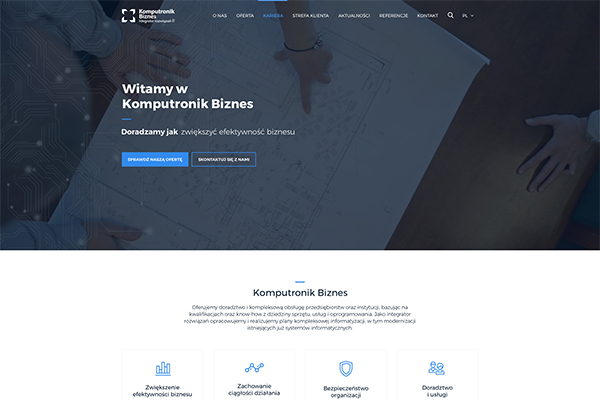 Komputronik
Biznes
Integrator rozwiązań IT
O NAS OFERTA KARIERA STREFA KLIENTA AKTUALNOŚCI REFERENCJE KONTAKT PL
Witamy w
Komputronik Biznes
Doradzamy jak zwiększyć efektywność biznesu
SPRAWDŹ NASZĄ OFERTĘ SKONTAKTUJ SIĘ Z NAMI
Komputronik Biznes
Oferujemy doradztwo i kompleksową obsługę przedsiębiorstw oraz instytucji, bazując na
kwalifikacjach oraz know how z dziedziny sprzętu, usług i oprogramowania. Jako integrator
rozwiązań opracowujemy i realizujemy plany kompleksowej informatyzacji, w tym modernizacji
istniejących już systemów informatycznych.
Zwiększenie
efektywności biznesu
Zachowanie
ciągłości działania
Bezpieczeństwo
organizacji
Doradztwo
i usługi